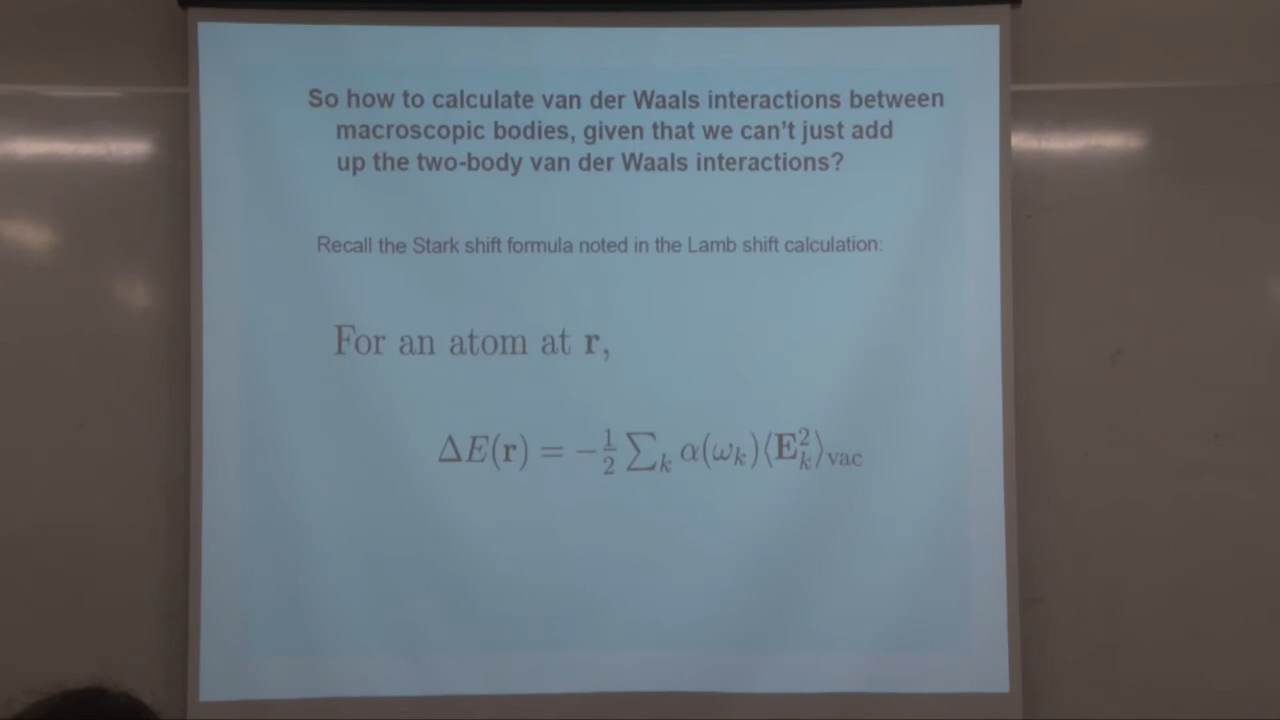 So how to calculate van der Waals interactions between
macroscopic bodies, given that we can't just add
up the two-body van der Waals interactions?
Recall the Stark shift formula noted in the Lamb shift calculation:
For an atom at r,
ΔE(r) = −½ ∑ₖ α(ωₖ)⟨E²ₖ⟩vac